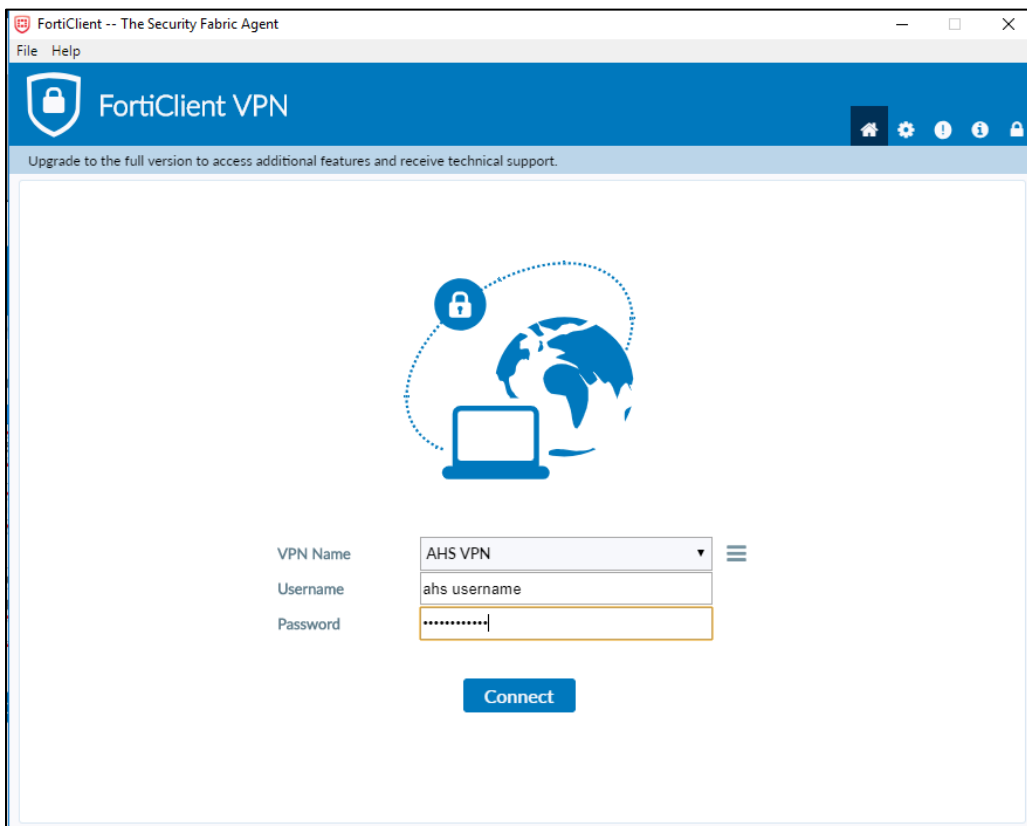 FortiClient -- The Security Fabric Agent
File Help
FortiClient VPN
Upgrade to the full version to access additional features and receive technical support.
VPN Name AHS VPN
Username ahs username
Password ••••••••••••
Connect